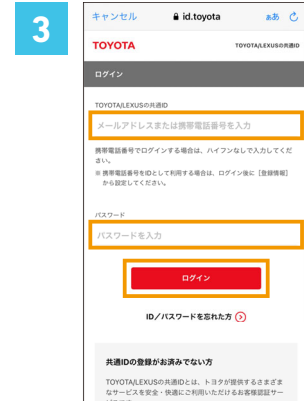 3
キャンセル id.toyota ああ
TOYOTA TOYOTA/LEXUSの共通ID
ログイン
TOYOTA/LEXUSの共通ID
メールアドレスまたは携帯電話番号を入力
携帯電話番号でログインする場合は、ハイフンなしで入力してくだ
さい。
※ 携帯電話番号をIDとして利用する場合は、ログイン後に［登録情報］
から設定してください。
パスワード
パスワードを入力
ログイン
ID／パスワードを忘れた方
共通IDの登録がお済みでない方
TOYOTA/LEXUSの共通IDとは、トヨタが提供するさまざま
なサービスを安全・快適にご利用いただけるお客様認証サー